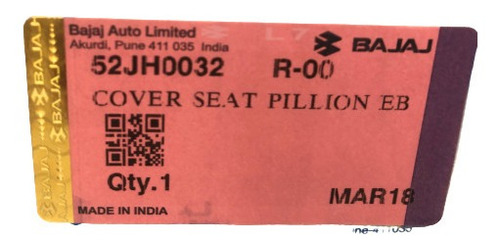 Bajaj Auto Limited
Akurdi, Pune 411 035 India
BAJAJ
52JH0032 R-00
COVER SEAT PILLION EB
Qty.1
MAR18
MADE IN INDIA
BAJAJ
BAJAJ